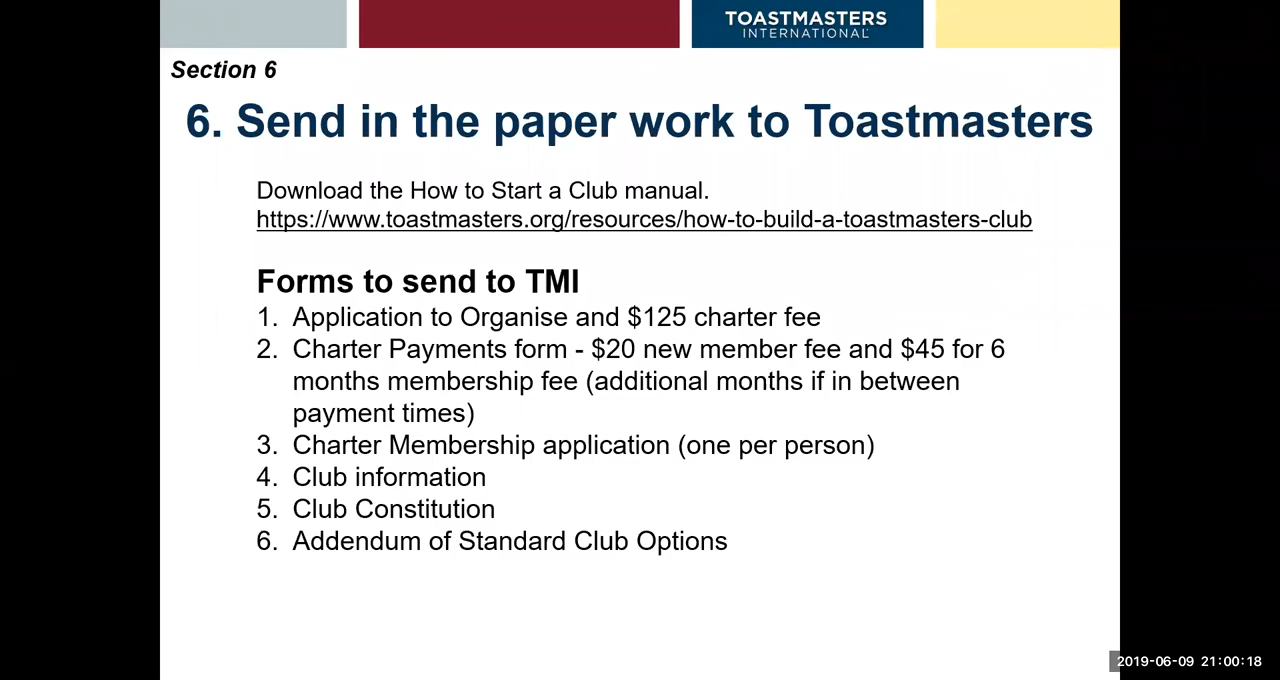 TOASTMASTERS
INTERNATIONAL
Section 6
6. Send in the paper work to Toastmasters
Download the How to Start a Club manual.
https://www.toastmasters.org/resources/how-to-build-a-toastmasters-club
Forms to send to TMI
1. Application to Organise and $125 charter fee
2. Charter Payments form - $20 new member fee and $45 for 6
months membership fee (additional months if in between
payment times)
3. Charter Membership application (one per person)
4. Club information
5. Club Constitution
6. Addendum of Standard Club Options
2019-06-09 21:00:18